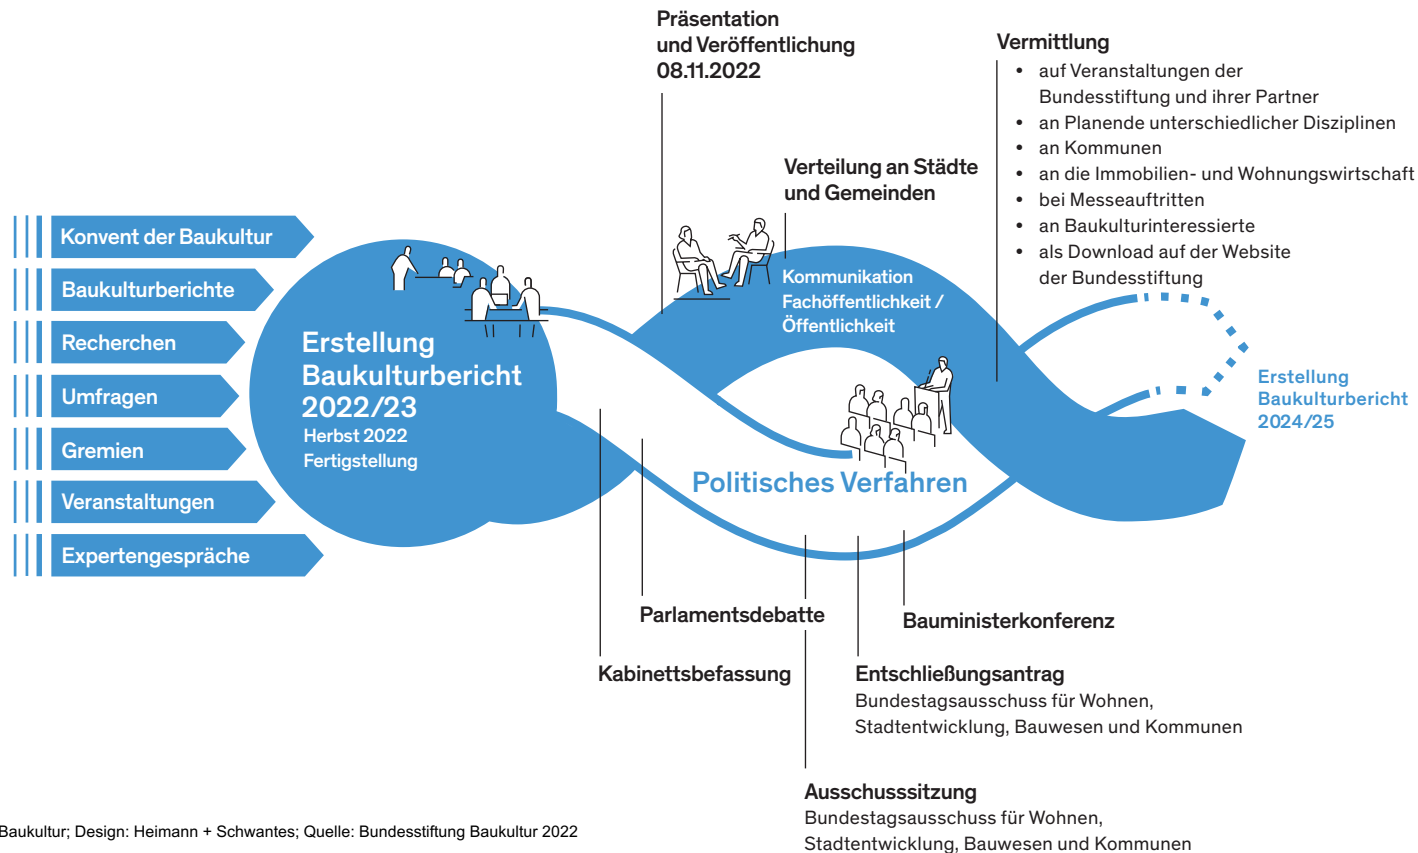 Präsentation
und Veröffentlichung
08.11.2022
Vermittlung
• auf Veranstaltungen der
Bundesstiftung und ihrer Partner
• an Planende unterschiedlicher Disziplinen
• an Kommunen
• an die Immobilien- und Wohnungswirtschaft
• bei Messeauftritten
• an Baukulturinteressierte
• als Download auf der Website
der Bundesstiftung
Verteilung an Städte
und Gemeinden
Konvent der Baukultur
Baukulturberichte
Recherchen
Umfragen
Gremien
Veranstaltungen
Expertengespräche
Erstellung
Baukulturbericht
2022/23
Herbst 2022
Fertigstellung
Kommunikation
Fachöffentlichkeit /
Öffentlichkeit
Erstellung
Baukulturbericht
2024/25
Politisches Verfahren
Parlamentsdebatte
Bauministerkonferenz
Kabinettsbefassung
Entschließungsantrag
Bundestagsausschuss für Wohnen,
Stadtentwicklung, Bauwesen und Kommunen
Ausschusssitzung
Bundestagsausschuss für Wohnen,
Stadtentwicklung, Bauwesen und Kommunen
Baukultur; Design: Heimann + Schwantes; Quelle: Bundesstiftung Baukultur 2022